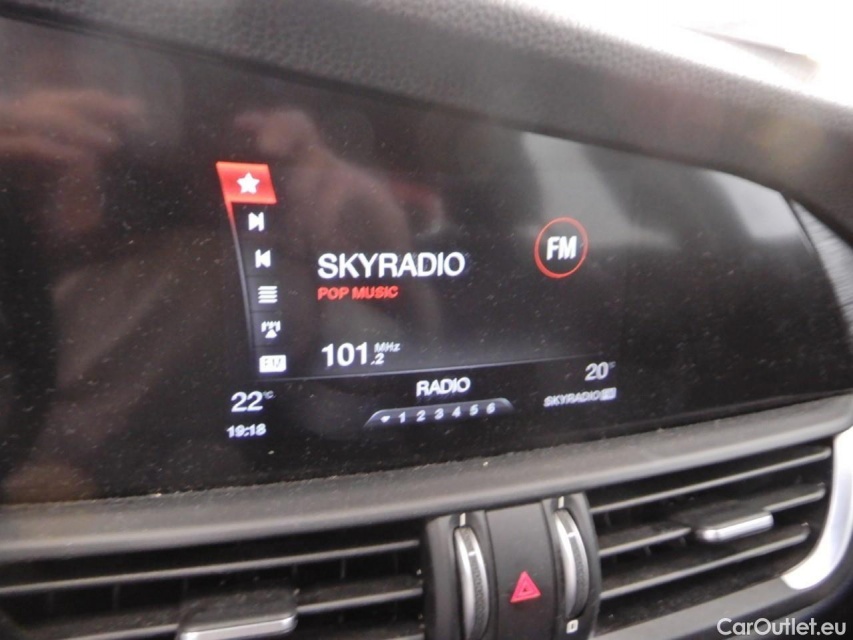 SKYRADIO
FM
POP MUSIC
101.2 MHz
FM
RADIO
20°
22°C
1 2 3 4 5 6
SKYRADIO FM
19:18
CarOutlet.eu